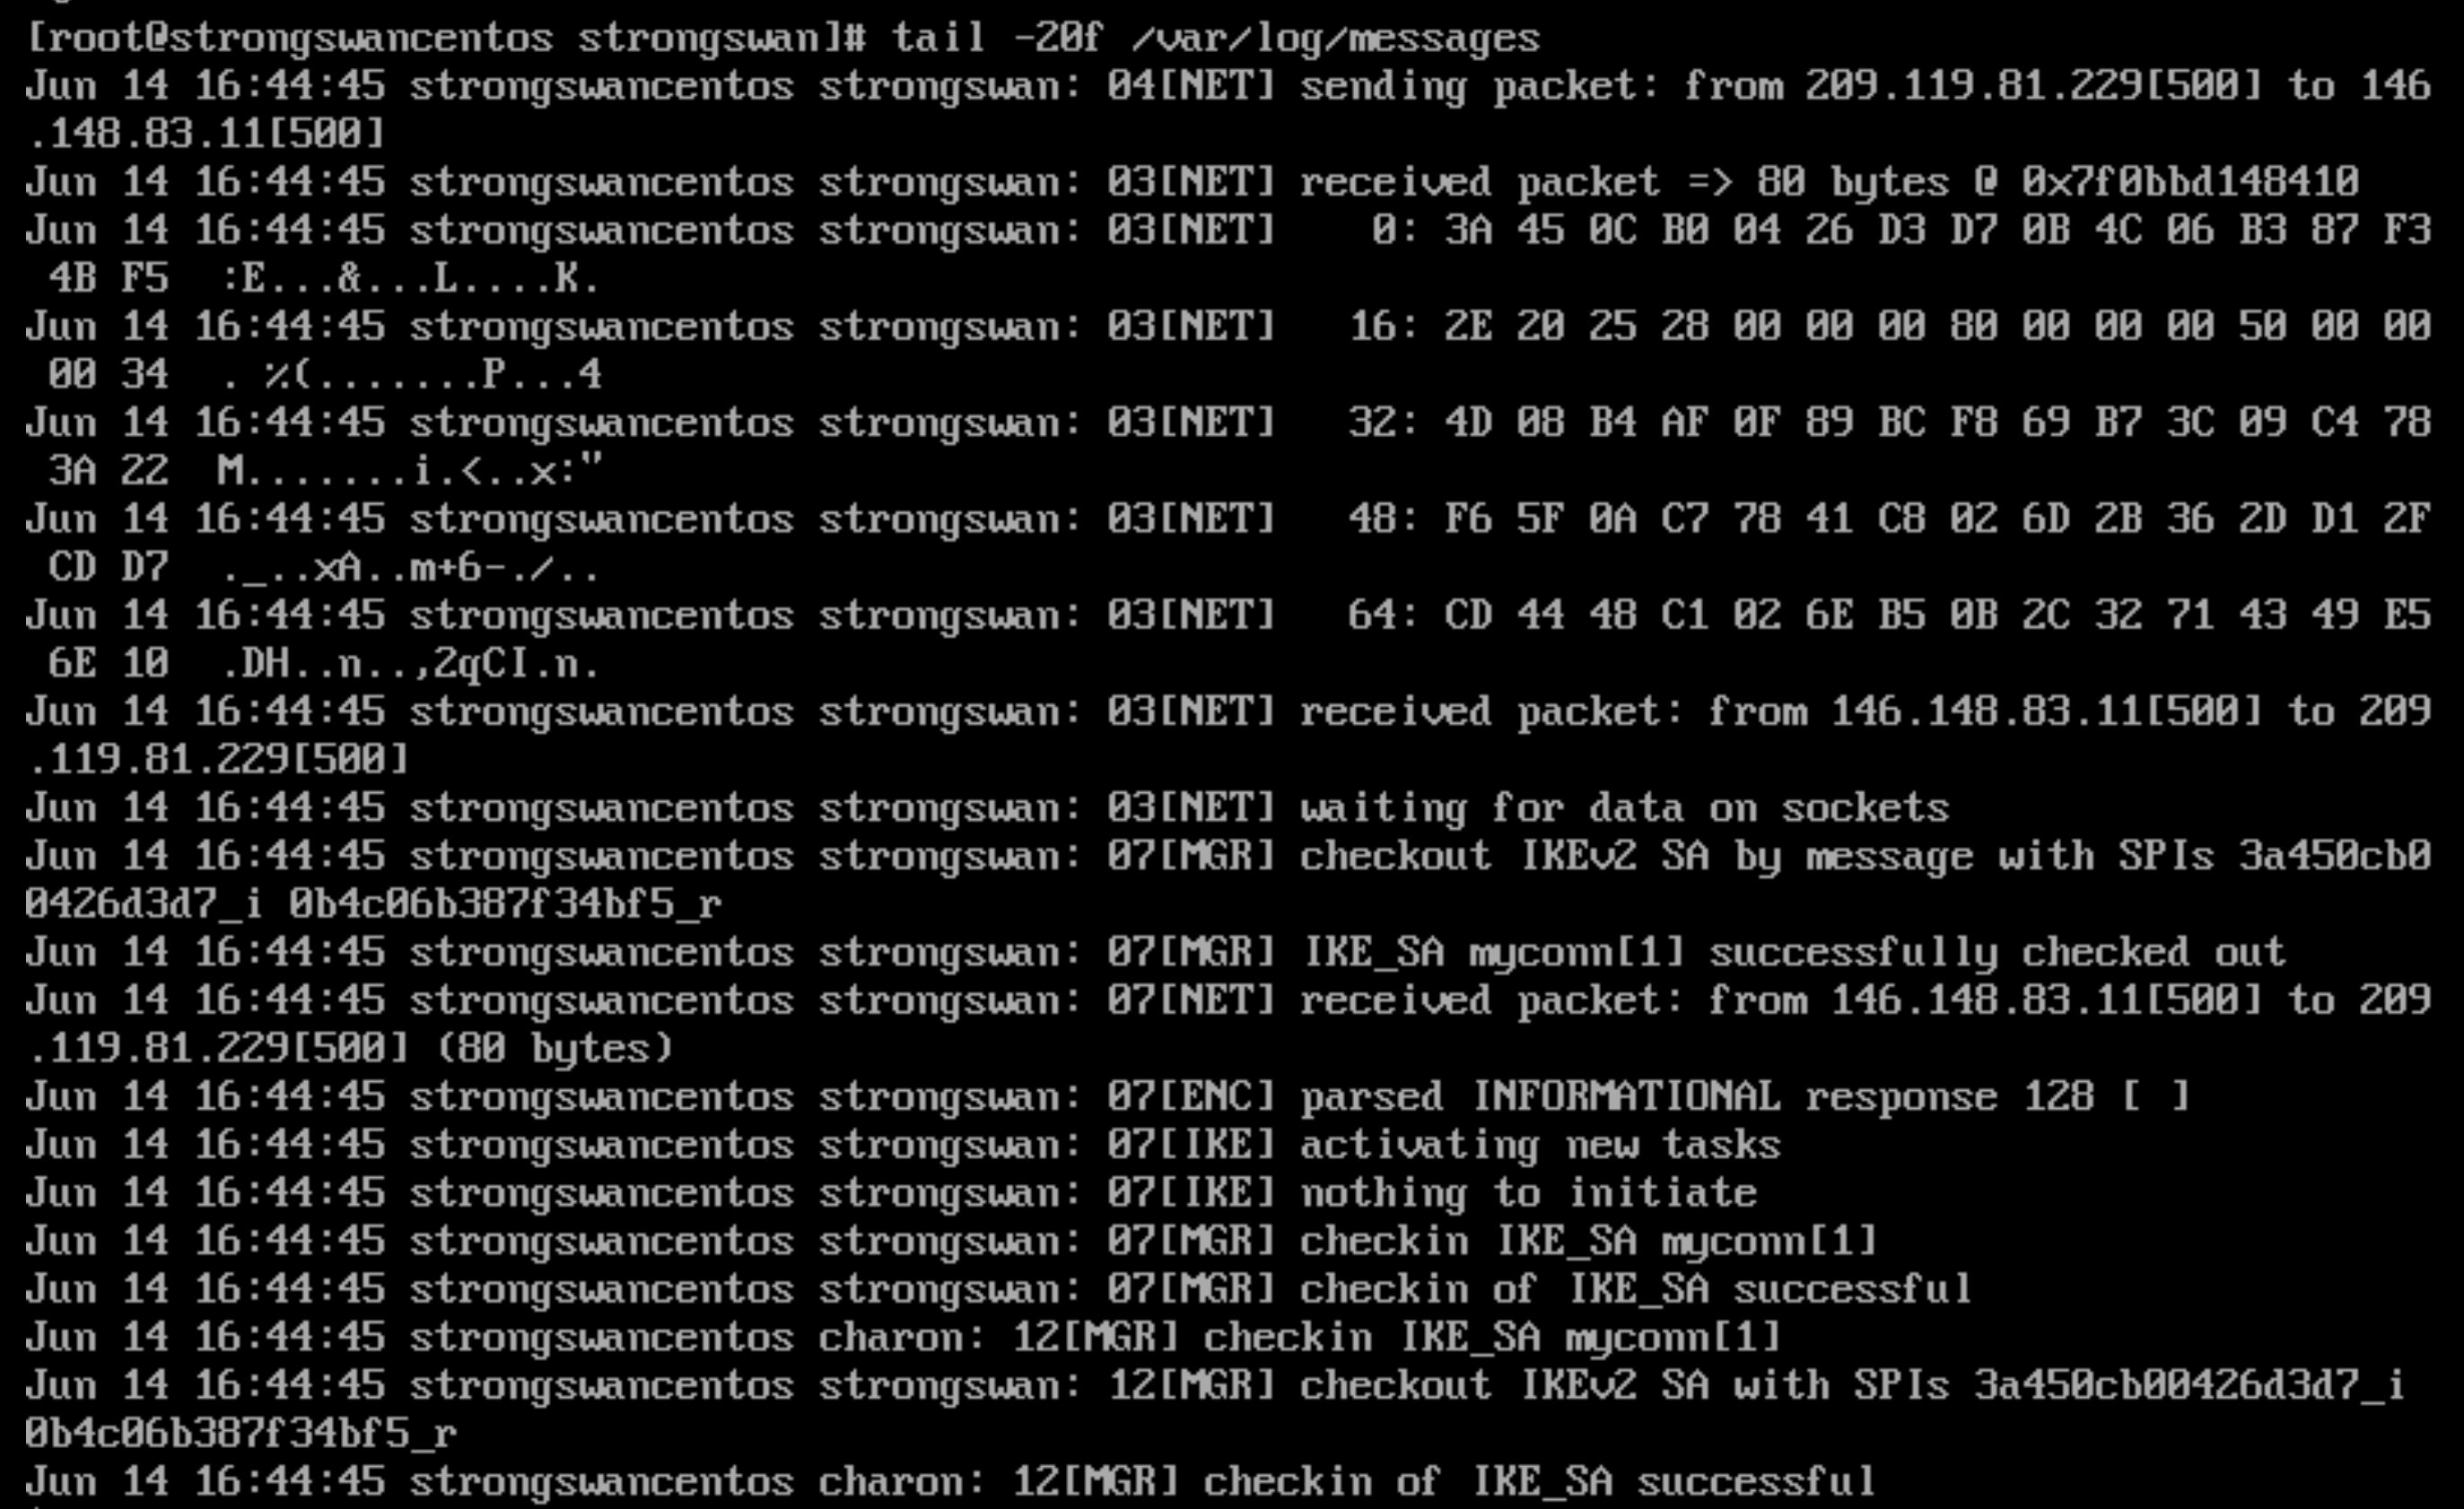 [root@strongswancentos strongswan]# tail -20f /var/log/messages
Jun 14 16:44:45 strongswancentos strongswan: 04[NET] sending packet: from 209.119.81.229[500] to 146
.148.83.11[500]
Jun 14 16:44:45 strongswancentos strongswan: 03[NET] received packet => 80 bytes @ 0x7f0bbd148410
Jun 14 16:44:45 strongswancentos strongswan: 03[NET]    0: 3A 45 0C B0 04 26 D3 D7 0B 4C 06 B3 87 F3
 4B F5  :E...&...L....K.
Jun 14 16:44:45 strongswancentos strongswan: 03[NET]   16: 2E 20 25 28 00 00 00 80 00 00 00 50 00 00
 00 34  . %(.......P...4
Jun 14 16:44:45 strongswancentos strongswan: 03[NET]   32: 4D 08 B4 AF 0F 89 BC F8 69 B7 3C 09 C4 78
 3A 22  M.......i.<..x:"
Jun 14 16:44:45 strongswancentos strongswan: 03[NET]   48: F6 5F 0A C7 78 41 C8 02 6D 2B 36 2D D1 2F
 CD D7  ._..xA..m+6-./..
Jun 14 16:44:45 strongswancentos strongswan: 03[NET]   64: CD 44 48 C1 02 6E B5 0B 2C 32 71 43 49 E5
 6E 10  .DH..n..,2qCI.n.
Jun 14 16:44:45 strongswancentos strongswan: 03[NET] received packet: from 146.148.83.11[500] to 209
.119.81.229[500]
Jun 14 16:44:45 strongswancentos strongswan: 03[NET] waiting for data on sockets
Jun 14 16:44:45 strongswancentos strongswan: 07[MGR] checkout IKEv2 SA by message with SPIs 3a450cb0
0426d3d7_i 0b4c06b387f34bf5_r
Jun 14 16:44:45 strongswancentos strongswan: 07[MGR] IKE_SA myconn[1] successfully checked out
Jun 14 16:44:45 strongswancentos strongswan: 07[NET] received packet: from 146.148.83.11[500] to 209
.119.81.229[500] (80 bytes)
Jun 14 16:44:45 strongswancentos strongswan: 07[ENC] parsed INFORMATIONAL response 128 [ ]
Jun 14 16:44:45 strongswancentos strongswan: 07[IKE] activating new tasks
Jun 14 16:44:45 strongswancentos strongswan: 07[IKE] nothing to initiate
Jun 14 16:44:45 strongswancentos strongswan: 07[MGR] checkin IKE_SA myconn[1]
Jun 14 16:44:45 strongswancentos strongswan: 07[MGR] checkin of IKE_SA successful
Jun 14 16:44:45 strongswancentos charon: 12[MGR] checkin IKE_SA myconn[1]
Jun 14 16:44:45 strongswancentos strongswan: 12[MGR] checkout IKEv2 SA with SPIs 3a450cb00426d3d7_i
0b4c06b387f34bf5_r
Jun 14 16:44:45 strongswancentos charon: 12[MGR] checkin of IKE_SA successful